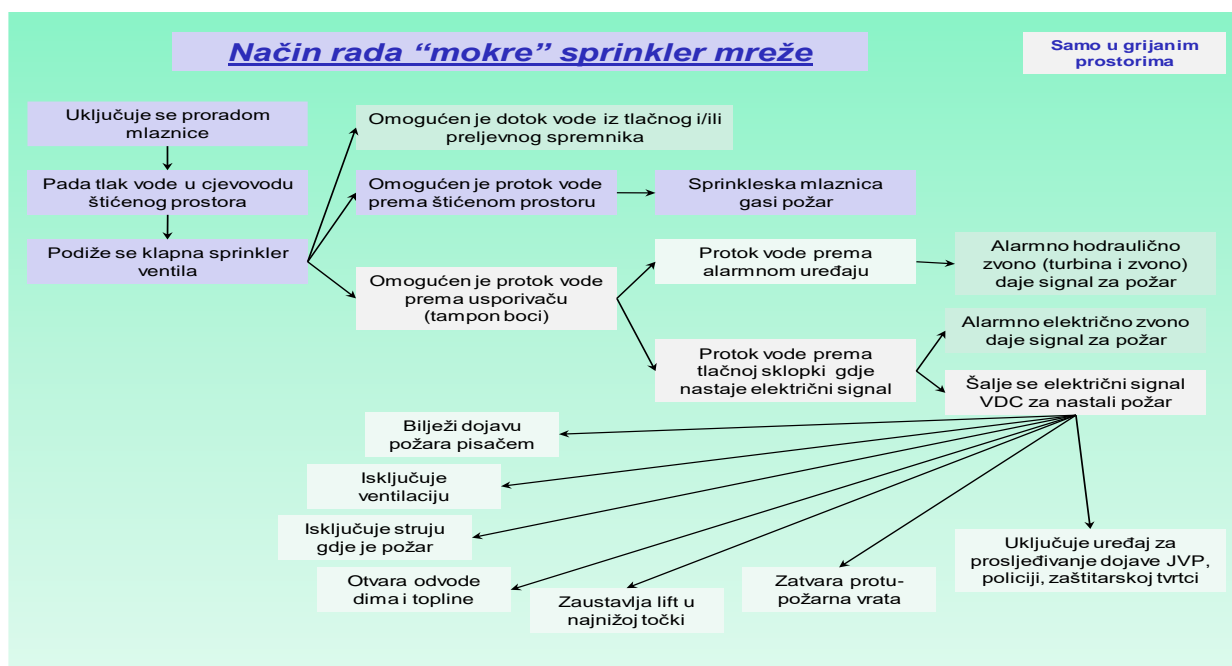 Način rada “mokre” sprinkler mreže
Samo u grijanim
prostorima
Uključuje se proradom
mlaznice
Omogućen je dotok vode iz tlačnog i/ili
preljevnog spremnika
Pada tlak vode u cjevovodu
štićenog prostora
Omogućen je protok vode
prema štićenom prostoru
Sprinkleska mlaznica
gasi požar
Podiže se klapna sprinkler
ventila
Omogućen je protok vode
prema usporivaču
(tampon boci)
Protok vode prema
alarmnom uređaju
Alarmno hodraulično
zvono (turbina i zvono)
daje signal za požar
Alarmno električno zvono
daje signal za požar
Protok vode prema
tlačnoj sklopki gdje
nastaje električni signal
Šalje se električni signal
VDC za nastali požar
Bilježi dojavu
požara pisačem
Isključuje
ventilaciju
Isključuje struju
gdje je požar
Otvara odvode
dima i topline
Zaustavlja lift u
najnižoj točki
Zatvara protu-
požarna vrata
Uključuje uređaj za
prosljeđivanje dojave JVP,
policiji, zaštitarskoj tvrtci